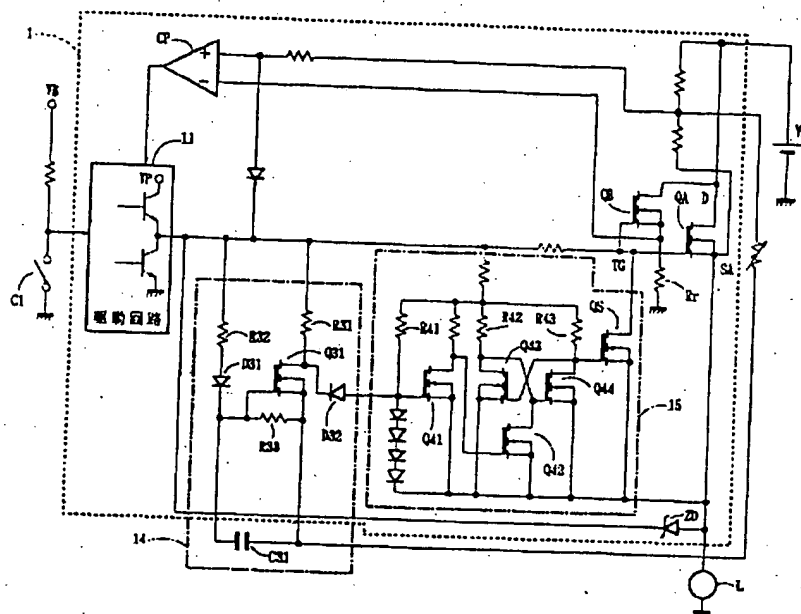 1
CP
+
-
VB
11
VP
C1
駆動回路
QB
QA
D
TG
SA
Rr
R32
R31
D31
Q31
D32
R33
R41
R42
R43
Q43
QS
Q44
Q41
Q42
15
14
C31
ZD
L
V